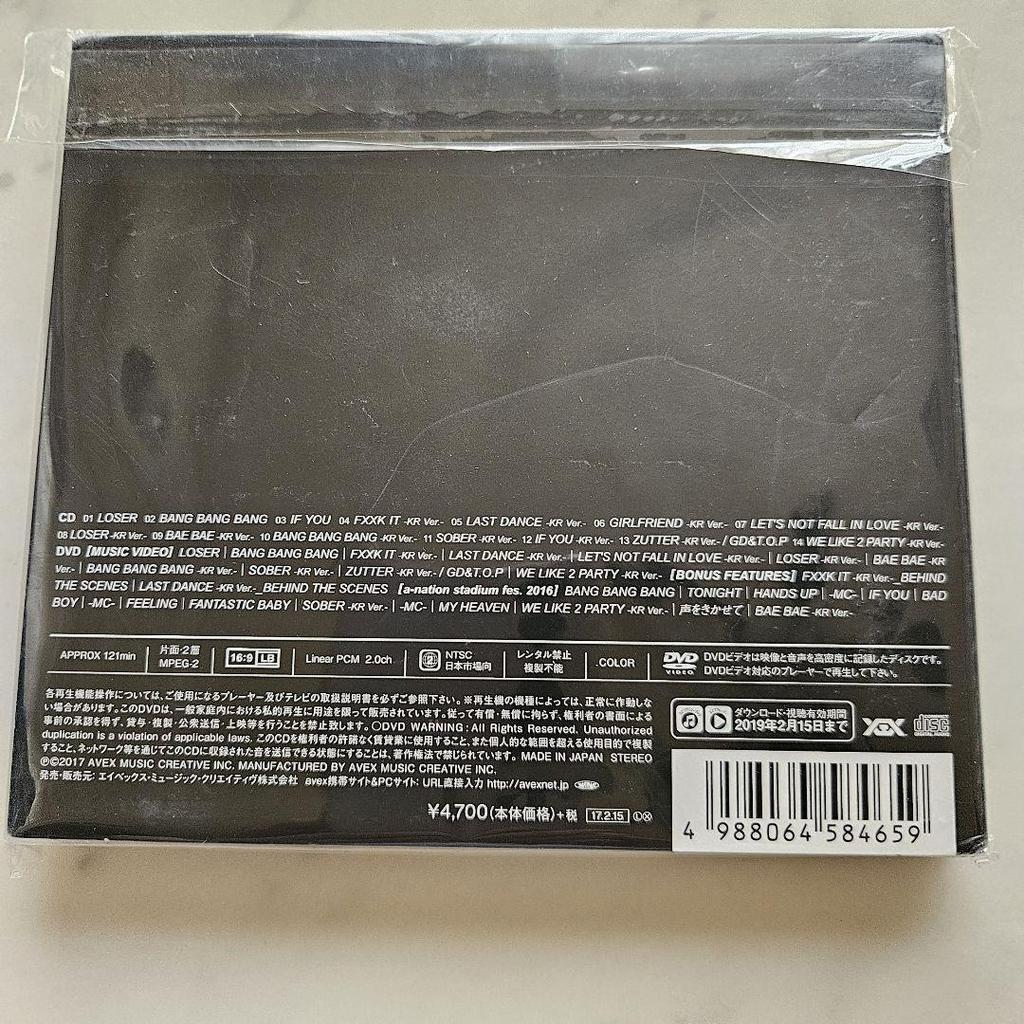 CD 01 LOSER 02 BANG BANG BANG 03 IF YOU 04 FXXK IT -KR Ver.- 05 LAST DANCE -KR Ver.- 06 GIRLFRIEND -KR Ver.- 07 LET'S NOT FALL IN LOVE -KR Ver.-
08 LOSER -KR Ver.- 09 BAE BAE -KR Ver.- 10 BANG BANG BANG -KR Ver.- 11 SOBER -KR Ver.- 12 IF YOU -KR Ver.- 13 ZUTTER -KR Ver.- / GD&T.O.P 14 WE LIKE 2 PARTY -KR Ver.-
DVD [MUSIC VIDEO] LOSER | BANG BANG BANG | FXXK IT -KR Ver.- | LAST DANCE -KR Ver.- | LET'S NOT FALL IN LOVE -KR Ver.- | LOSER -KR Ver.- | BAE BAE -KR
Ver.- | BANG BANG BANG -KR Ver.- | SOBER -KR Ver.- | ZUTTER -KR Ver.- / GD&T.O.P | WE LIKE 2 PARTY -KR Ver.- [BONUS FEATURES] FXXK IT -KR Ver.-_BEHIND
THE SCENES | LAST DANCE -KR Ver.-_BEHIND THE SCENES [a-nation stadium fes. 2016] BANG BANG BANG | TONIGHT | HANDS UP | -MC- | IF YOU | BAD
BOY | -MC- | FEELING | FANTASTIC BABY | SOBER -KR Ver.- | -MC- | MY HEAVEN | WE LIKE 2 PARTY -KR Ver.- | 声をきかせて | BAE BAE -KR Ver.-
APPROX 121min
片面・2層
MPEG-2
16:9 LB
Linear PCM 2.0ch
2
NTSC
日本市場向
レンタル禁止
複製不能
COLOR
DVD VIDEO
DVDビデオは映像と音声を高密度に記録したディスクです。
DVDビデオ対応のプレーヤーで再生して下さい。
各再生機能操作については、ご使用になるプレーヤー及びテレビの取扱説明書を必ずご参照下さい。※再生機の機種によっては、正常に作動しな
い場合があります。このDVDは、一般家庭内における私的再生に用途を限って販売されています。従って有償・無償に拘らず、権利者の書面による
事前の承認を得ず、貸与・複製・公衆送信・上映等を行うことを禁止致します。○DVD WARNING : All Rights Reserved. Unauthorized
duplication is a violation of applicable laws. このCDを権利者の許諾なく賃貸業に使用すること、また個人的な範囲を超える使用目的で複製
すること、ネットワーク等を通じてこのCDに収録された音を送信できる状態にすることは、著作権法で禁じられています。 MADE IN JAPAN STEREO
℗©2017 AVEX MUSIC CREATIVE INC. MANUFACTURED BY AVEX MUSIC CREATIVE INC.
発売・販売元: エイベックス・ミュージック・クリエイティヴ株式会社 avex携帯サイト&PCサイト: URL直接入力 http://avexnet.jp
¥4,700(本体価格)+税 17.2.15 Ⓛ Ⓧ
ダウンロード・視聴有効期間
2019年2月15日まで
disc
DIGITAL AUDIO
4 988064 584659